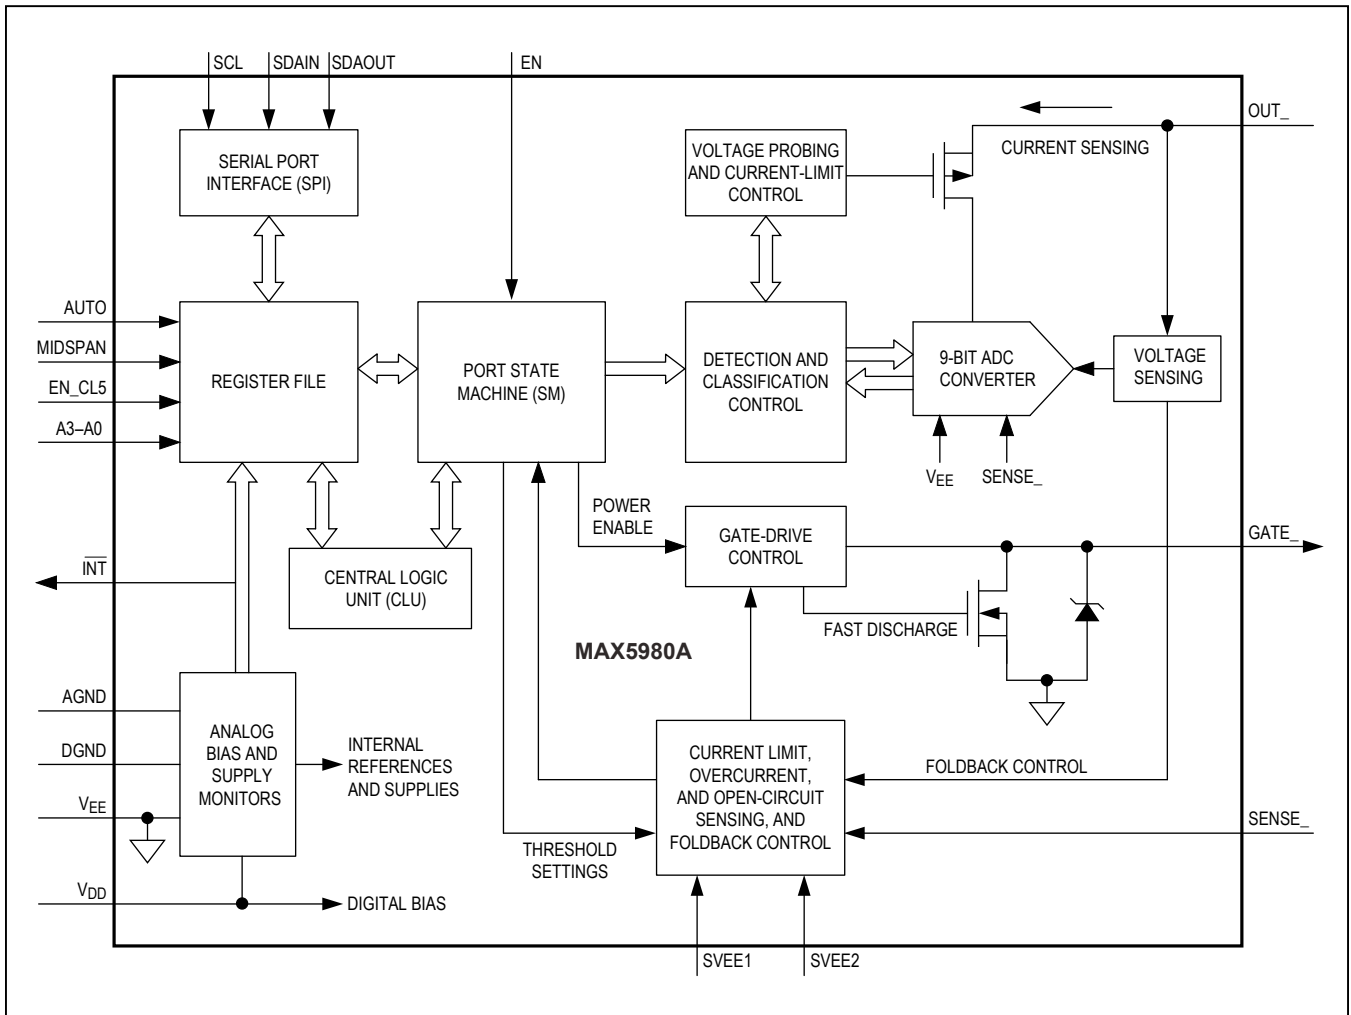 SCL
SDAIN
SDAOUT
EN
SERIAL PORT
INTERFACE (SPI)
VOLTAGE PROBING
AND CURRENT-LIMIT
CONTROL
CURRENT SENSING
OUT_
AUTO
MIDSPAN
EN_CL5
A3–A0
REGISTER FILE
PORT STATE
MACHINE (SM)
DETECTION AND
CLASSIFICATION
CONTROL
9-BIT ADC
CONVERTER
VOLTAGE
SENSING
VEE
SENSE_
POWER
ENABLE
GATE-DRIVE
CONTROL
GATE_
INT
CENTRAL LOGIC
UNIT (CLU)
FAST DISCHARGE
MAX5980A
AGND
DGND
VEE
VDD
ANALOG
BIAS AND
SUPPLY
MONITORS
INTERNAL
REFERENCES
AND SUPPLIES
DIGITAL BIAS
THRESHOLD
SETTINGS
CURRENT LIMIT,
OVERCURRENT,
AND OPEN-CIRCUIT
SENSING, AND
FOLDBACK CONTROL
FOLDBACK CONTROL
SENSE_
SVEE1
SVEE2